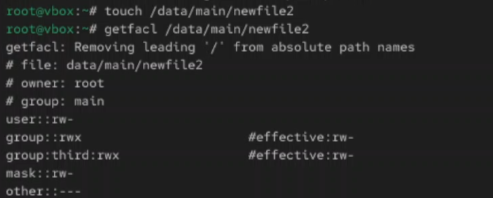 root@vbox:~# touch /data/main/newfile2
root@vbox:~# getfacl /data/main/newfile2
getfacl: Removing leading '/' from absolute path names
# file: data/main/newfile2
# owner: root
# group: main
user::rw-
group::rwx #effective:rw-
group:third:rwx #effective:rw-
mask::rw-
other::---